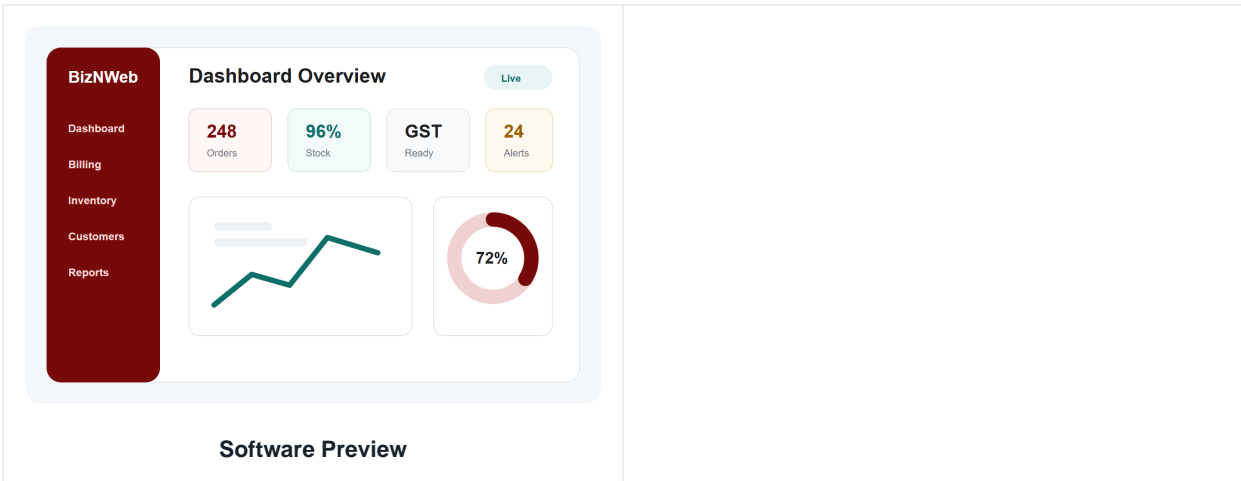 BizNWeb
Dashboard
Billing
Inventory
Customers
Reports
Dashboard Overview
Live
248
Orders
96%
Stock
GST
Ready
24
Alerts
72%
Software Preview